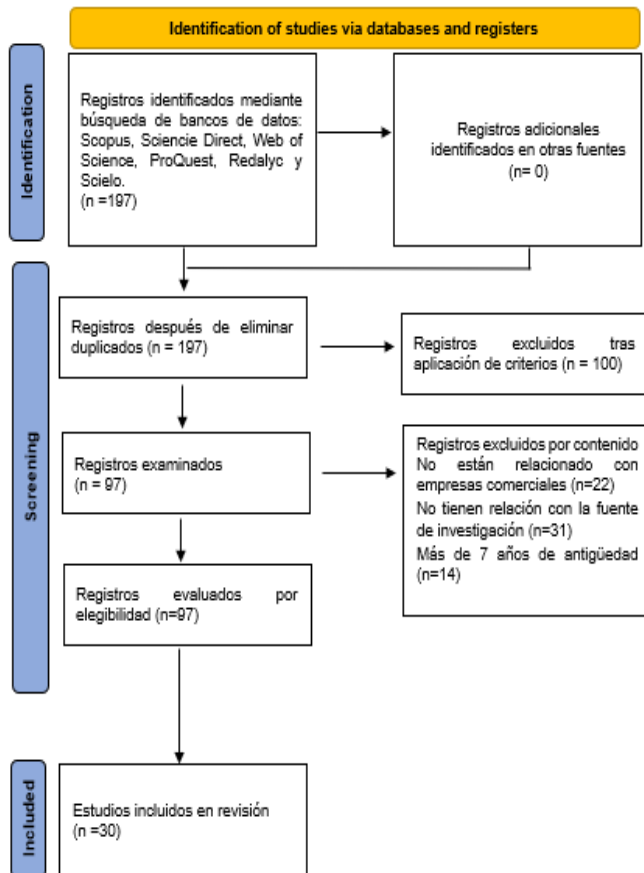 Identification of studies via databases and registers
Identification
Registros identificados mediante
búsqueda de bancos de datos:
Scopus, Sciencie Direct, Web of
Science, ProQuest, Redalyc y
Scielo.
(n =197)
Registros adicionales
identificados en otras fuentes
(n= 0)
Screening
Registros después de eliminar
duplicados (n = 197)
Registros excluidos tras
aplicación de criterios (n = 100)
Registros examinados
(n = 97)
Registros excluidos por contenido
No están relacionado con
empresas comerciales (n=22)
No tienen relación con la fuente
de investigación (n=31)
Más de 7 años de antigüedad
(n=14)
Registros evaluados por
elegibilidad (n=97)
Included
Estudios incluidos en revisión
(n =30)